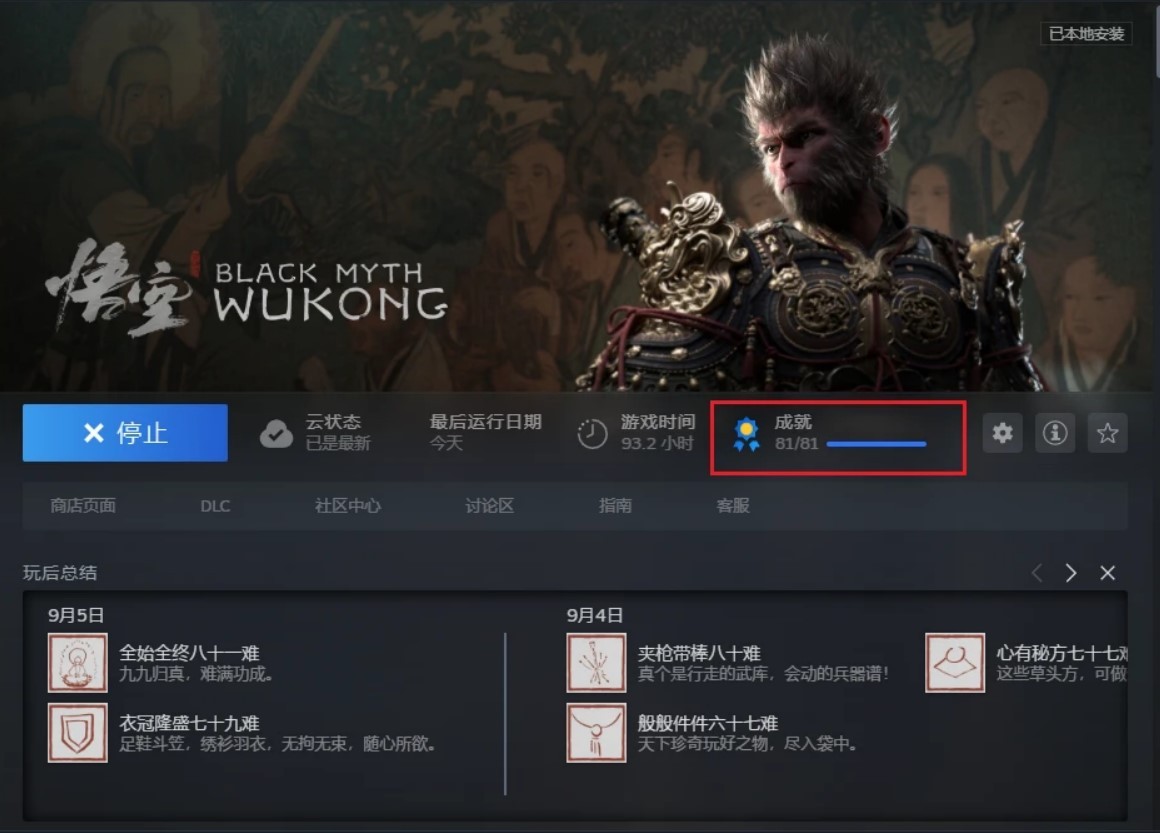 已本地安装
悟空
BLACK MYTH
WUKONG
停止
云状态
已是最新
最后运行日期
今天
游戏时间
93.2 小时
成就
81/81
商店页面 DLC 社区中心 讨论区 指南 客服
玩后总结
9月5日
全始全终八十一难
九九归真，难满功成。
衣冠隆盛七十九难
足鞋斗笠，绣衫羽衣，无拘无束，随心所欲。
9月4日
夹枪带棒八十难
真个是行走的武库，会动的兵器谱！
般般件件六十七难
天下珍奇玩好之物，尽入袋中。
心有秘方七十七难
这些草头方，可做